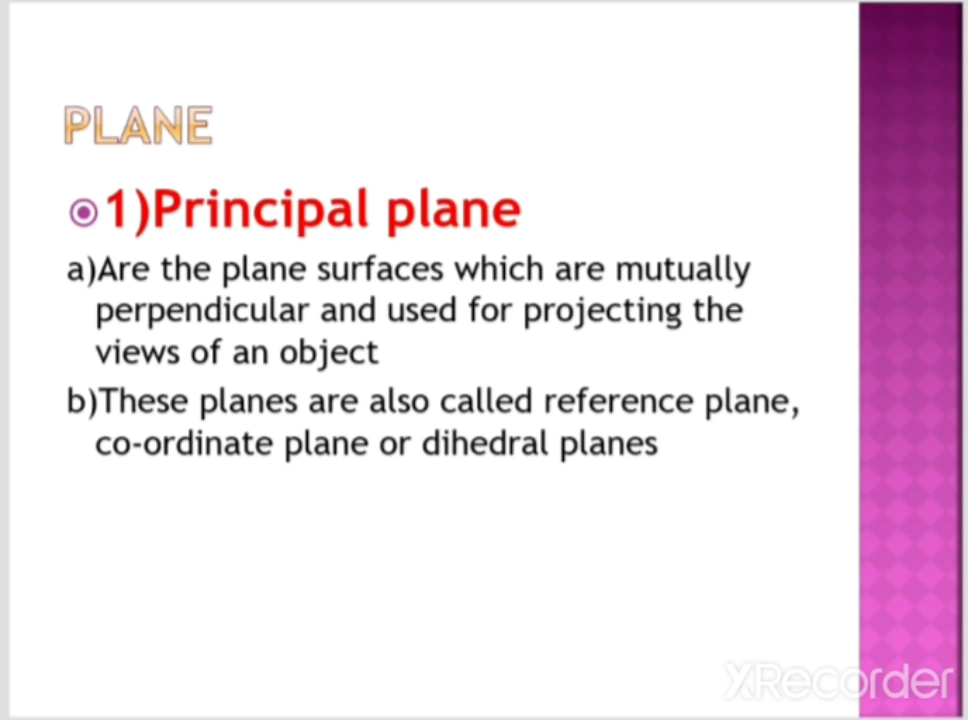 PLANE
1)Principal plane
a)Are the plane surfaces which are mutually
perpendicular and used for projecting the
views of an object
b)These planes are also called reference plane,
co-ordinate plane or dihedral planes
XRecorder